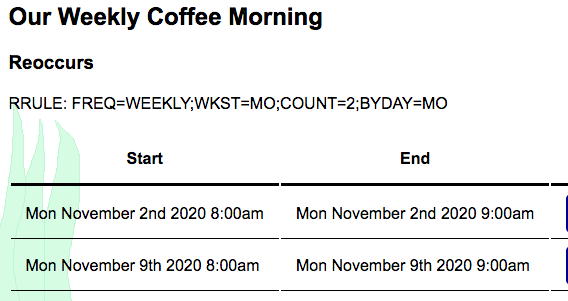 Our Weekly Coffee Morning
Reoccurs
RRULE: FREQ=WEEKLY;WKST=MO;COUNT=2;BYDAY=MO
Start End
Mon November 2nd 2020 8:00am Mon November 2nd 2020 9:00am
Mon November 9th 2020 8:00am Mon November 9th 2020 9:00am